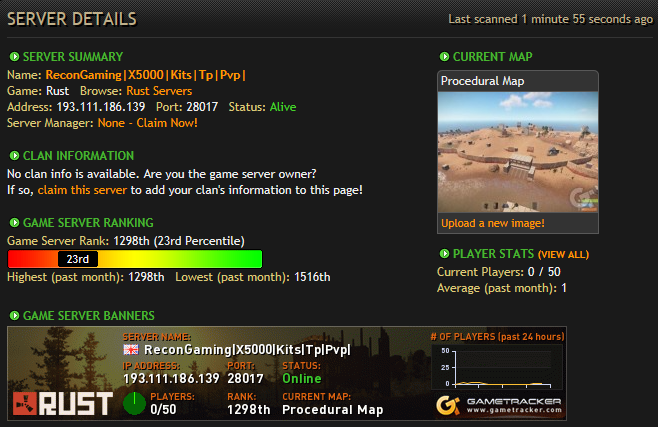 SERVER DETAILS
Last scanned 1 minute 55 seconds ago
SERVER SUMMARY
Name: ReconGaming|X5000|Kits|Tp|Pvp|
Game: Rust Browse: Rust Servers
Address: 193.111.186.139 Port: 28017 Status: Alive
Server Manager: None - Claim Now!
CLAN INFORMATION
No clan info is available. Are you the game server owner?
If so, claim this server to add your clan's information to this page!
GAME SERVER RANKING
Game Server Rank: 1298th (23rd Percentile)
23rd
Highest (past month): 1298th Lowest (past month): 1516th
CURRENT MAP
Procedural Map
Upload a new image!
PLAYER STATS (VIEW ALL)
Current Players: 0 / 50
Average (past month): 1
GAME SERVER BANNERS
SERVER NAME:
ReconGaming|X5000|Kits|Tp|Pvp|
IP ADDRESS: PORT: STATUS:
193.111.186.139 28017 Online
PLAYERS: RANK: CURRENT MAP:
0/50 1298th Procedural Map
RUST
# OF PLAYERS (past 24 hours)
50
25
0
GAMETRACKER
www.gametracker.com